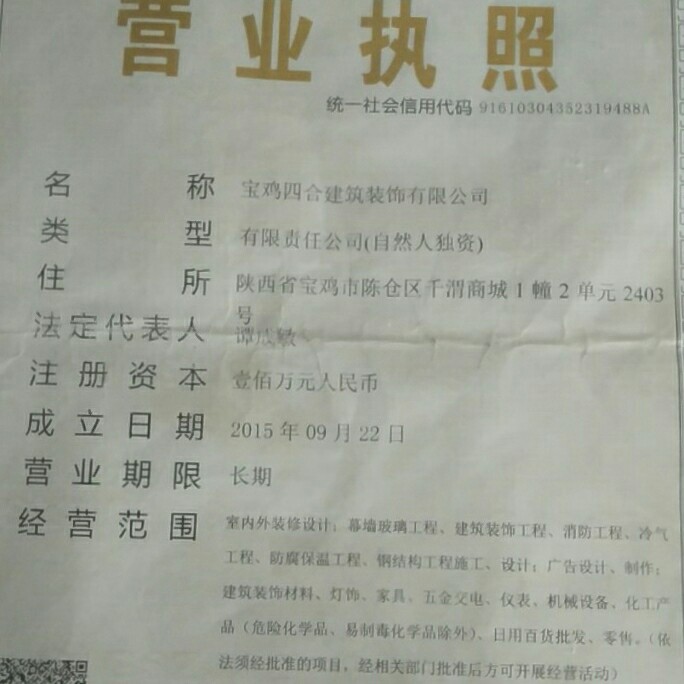 营业执照
统一社会信用代码 91610304352319488A
名称 宝鸡四合建筑装饰有限公司
类型 有限责任公司(自然人独资)
住所 陕西省宝鸡市陈仓区千渭商城1幢2单元2403
号
法定代表人 谭成敏
注册资本 壹佰万元人民币
成立日期 2015年09月22日
营业期限 长期
经营范围 室内外装修设计；幕墙玻璃工程、建筑装饰工程、消防工程、冷气
工程、防腐保温工程、钢结构工程施工、设计；广告设计、制作；
建筑装饰材料、灯饰、家具、五金交电、仪表、机械设备、化工产
品（危险化学品、易制毒化学品除外）、日用百货批发、零售。（依
法须经批准的项目，经相关部门批准后方可开展经营活动）